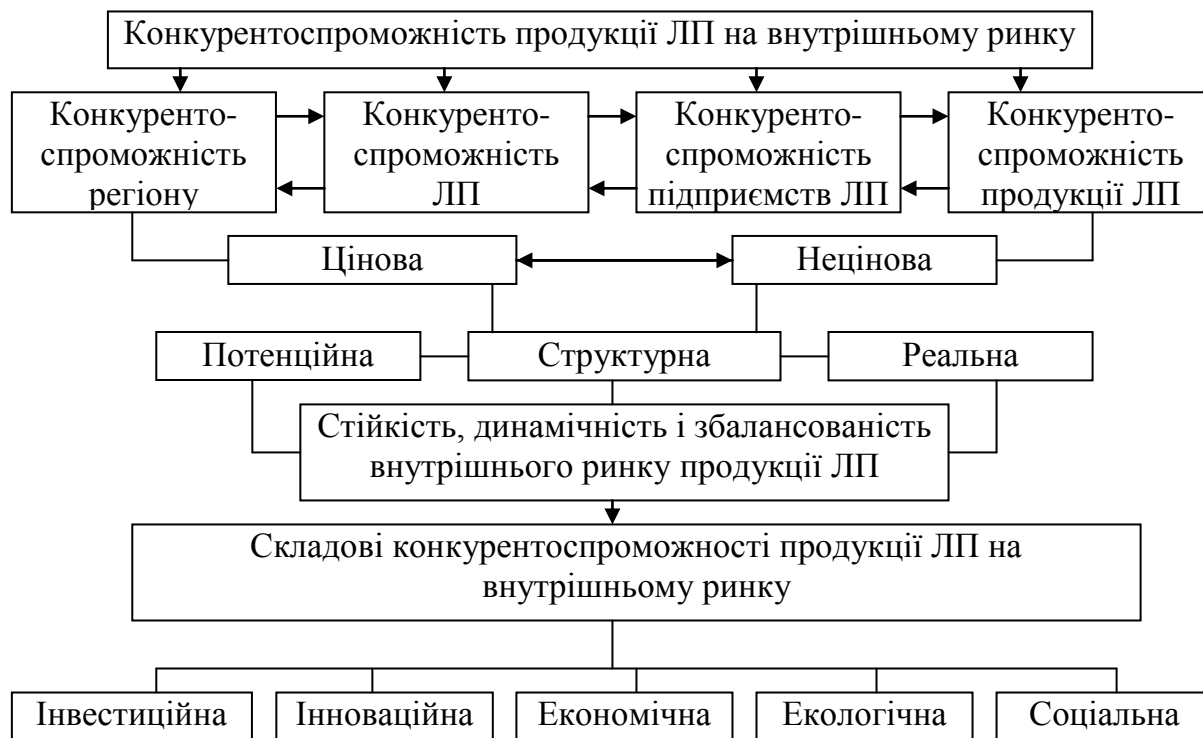 Конкурентоспроможність продукції ЛП на внутрішньому ринку
Конкуренто-
спроможність
регіону
Конкуренто-
спроможність
ЛП
Конкуренто-
спроможність
підприємств ЛП
Конкуренто-
спроможність
продукції ЛП
Цінова
Нецінова
Потенційна
Структурна
Реальна
Стійкість, динамічність і збалансованість
внутрішнього ринку продукції ЛП
Складові конкурентоспроможності продукції ЛП на
внутрішньому ринку
Інвестиційна
Інноваційна
Економічна
Екологічна
Соціальна